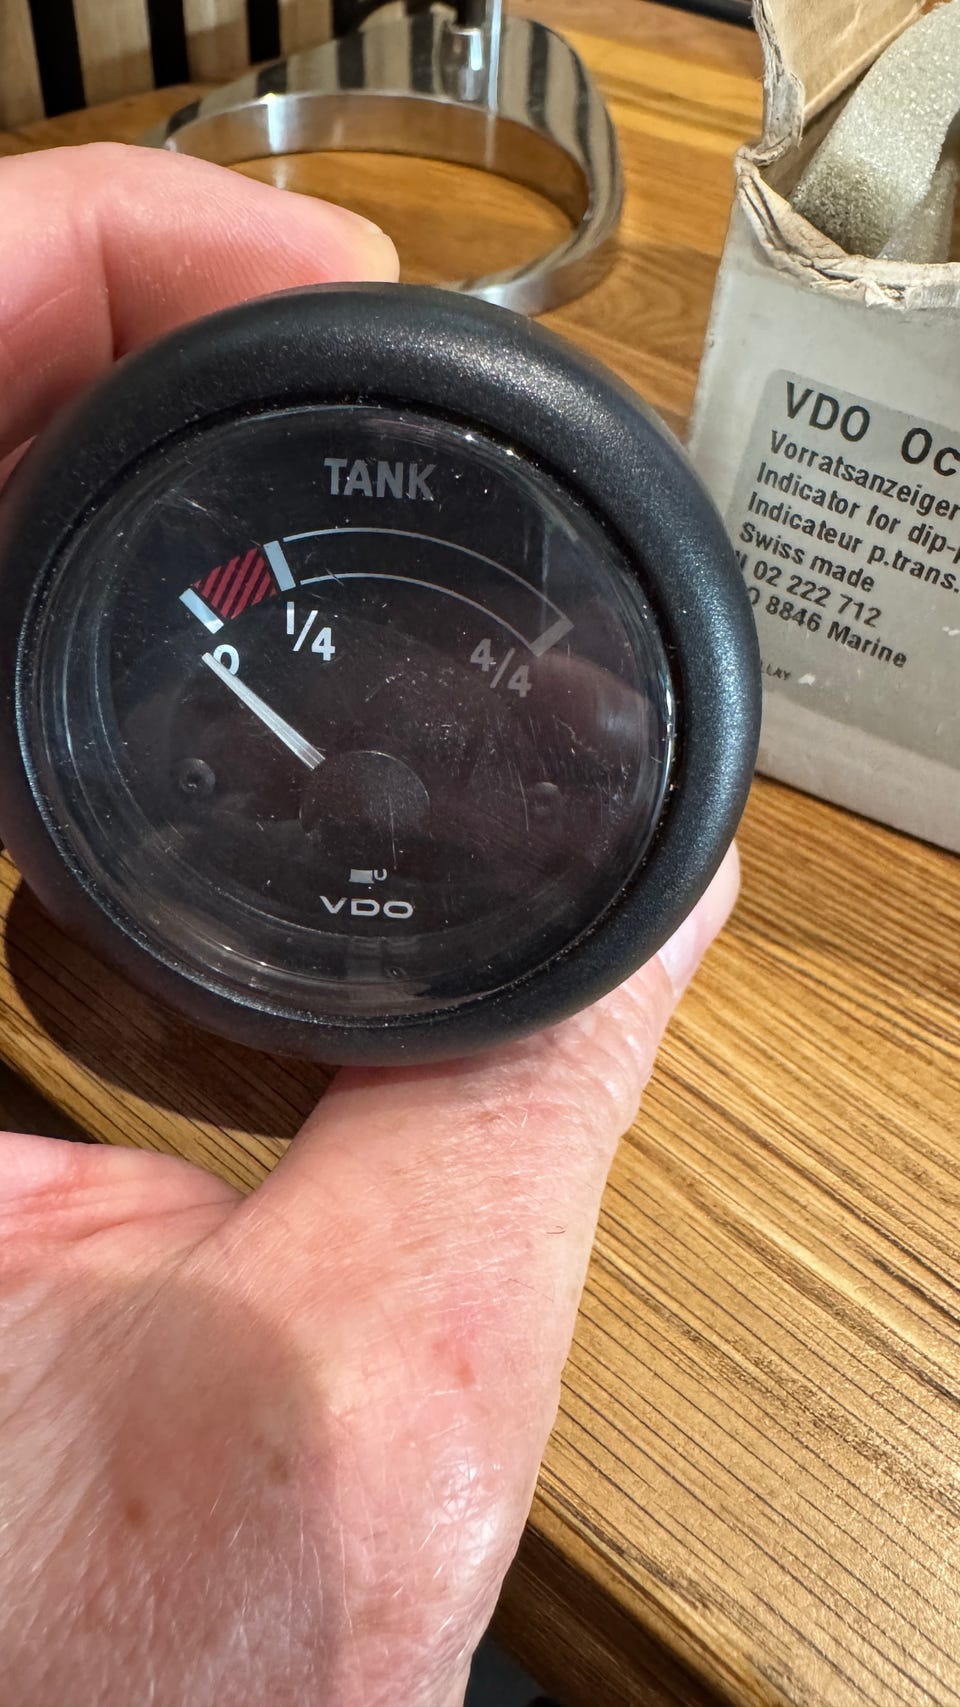 TANK
1/4
0
4/4
VDO
VDO Oc
Vorratsanzeiger
Indicator for dip-
Indicateur p.trans.
Swiss made
02 222 712
8846 Marine